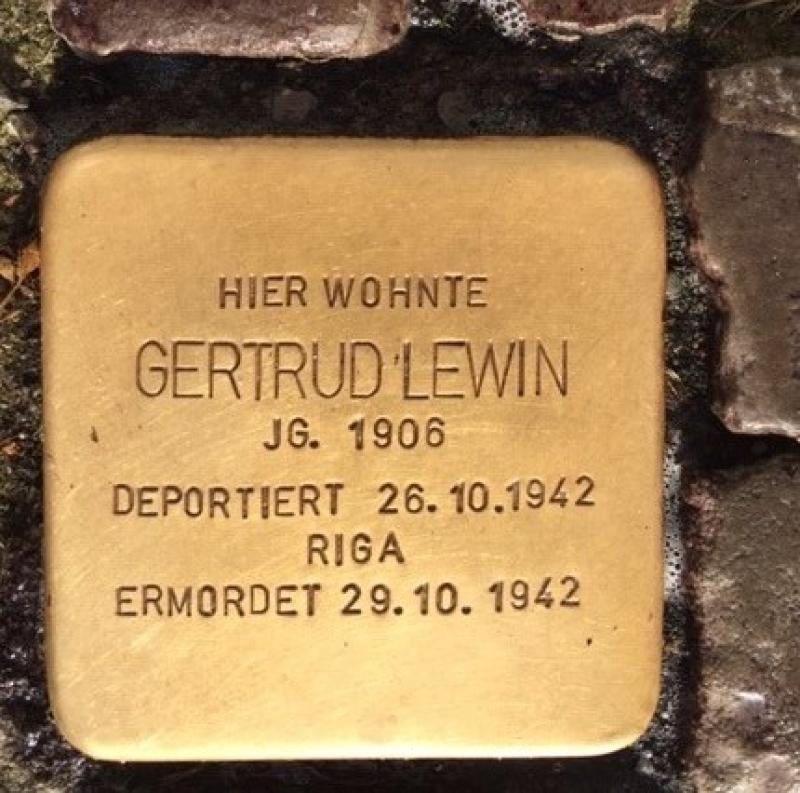 HIER WOHNTE
GERTRUD LEWIN
JG. 1906
DEPORTIERT 26.10.1942
RIGA
ERMORDET 29.10.1942